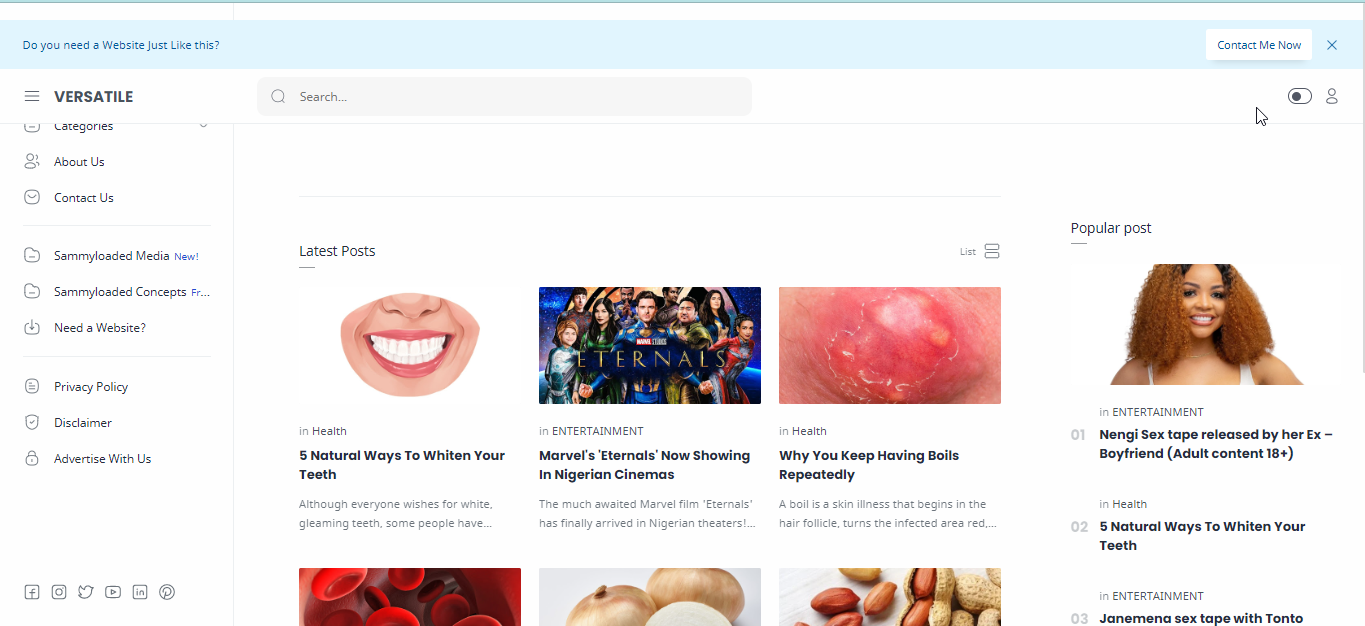 Do you need a Website Just Like this?
Contact Me Now
VERSATILE
Search...
Categories
About Us
Contact Us
Sammyloaded Media New!
Sammyloaded Concepts Fr...
Need a Website?
Privacy Policy
Disclaimer
Advertise With Us
Latest Posts
List
in Health
5 Natural Ways To Whiten Your
Teeth
Although everyone wishes for white,
gleaming teeth, some people have...
MARVEL STUDIOS
ETERNALS
in ENTERTAINMENT
Marvel's 'Eternals' Now Showing
In Nigerian Cinemas
The much awaited Marvel film 'Eternals'
has finally arrived in Nigerian theaters!...
in Health
Why You Keep Having Boils
Repeatedly
A boil is a skin illness that begins in the
hair follicle, turns the infected area red,...
Popular post
in ENTERTAINMENT
01 Nengi Sex tape released by her Ex –
Boyfriend (Adult content 18+)
in Health
02 5 Natural Ways To Whiten Your
Teeth
in ENTERTAINMENT
03 Janemena sex tape with Tonto